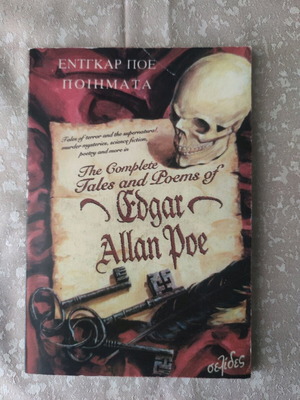 ΕΝΤΓΚΑΡ ΠΟΕ
ΠΟΙΗΜΑΤΑ
Tales of terror and the supernatural,
murder mysteries, science fiction,
poetry and more in
The Complete
Tales and Poems of
Edgar
Allan Poe
σελίδες